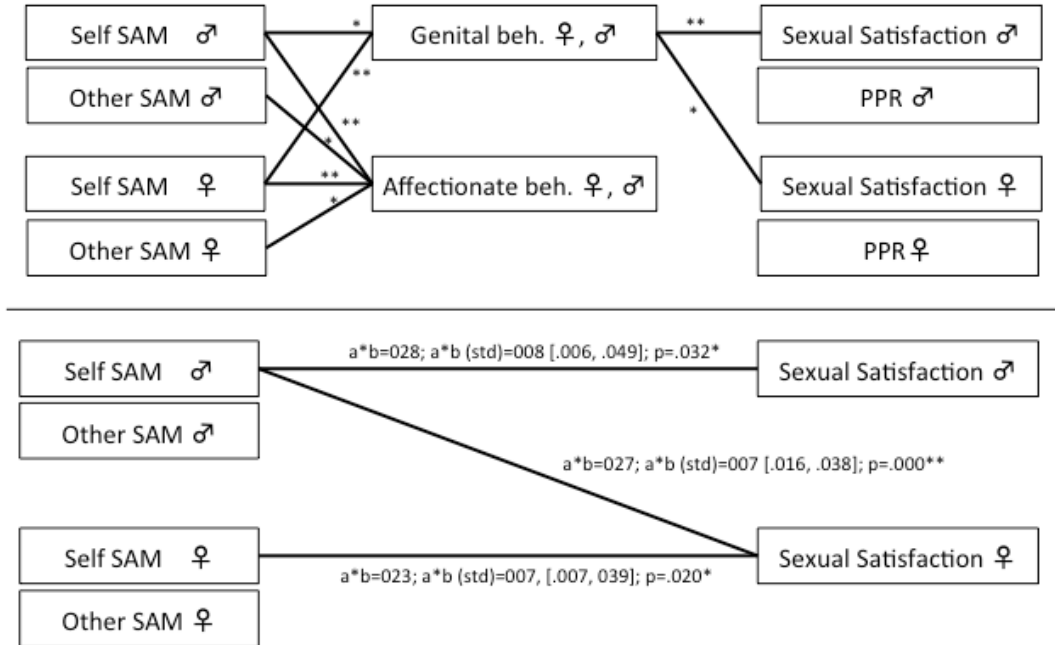 Self SAM ♂
Genital beh. ♀, ♂
Sexual Satisfaction ♂
*
**
**
Other SAM ♂
PPR ♂
**
*
*
Self SAM ♀
Affectionate beh. ♀, ♂
Sexual Satisfaction ♀
**
*
Other SAM ♀
PPR ♀
a*b=028; a*b (std)=008 [.006, .049]; p=.032*
Self SAM ♂
Sexual Satisfaction ♂
Other SAM ♂
a*b=027; a*b (std)=007 [.016, .038]; p=.000**
Self SAM ♀
Sexual Satisfaction ♀
a*b=023; a*b (std)=007, [.007, 039]; p=.020*
Other SAM ♀